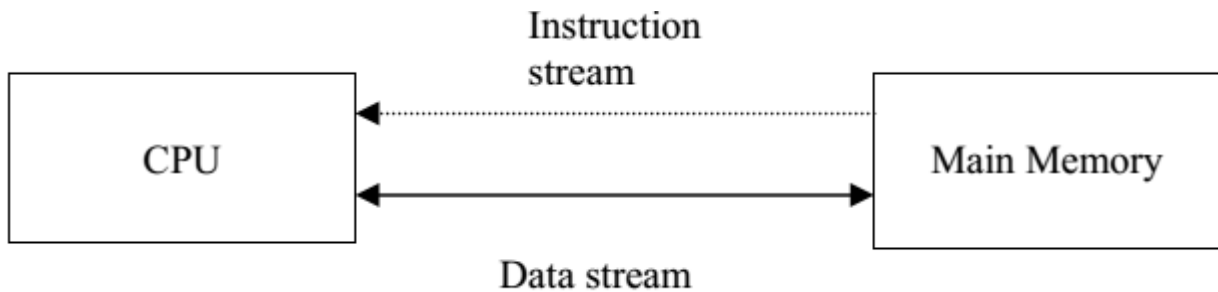 Instruction
stream
CPU
Main Memory
Data stream